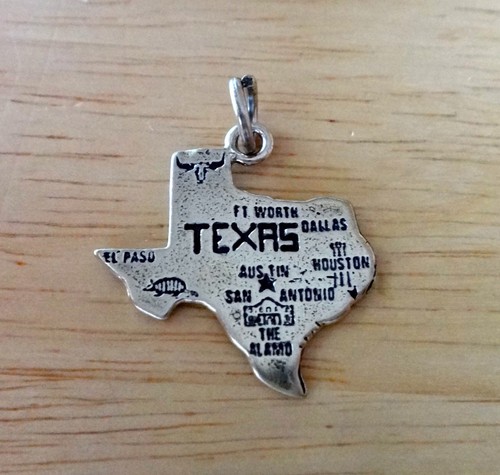 FT. WORTH
DALLAS
TEXAS
EL PASO
HOUSTON
AUSTIN
SAN ANTONIO
THE
ALAMO